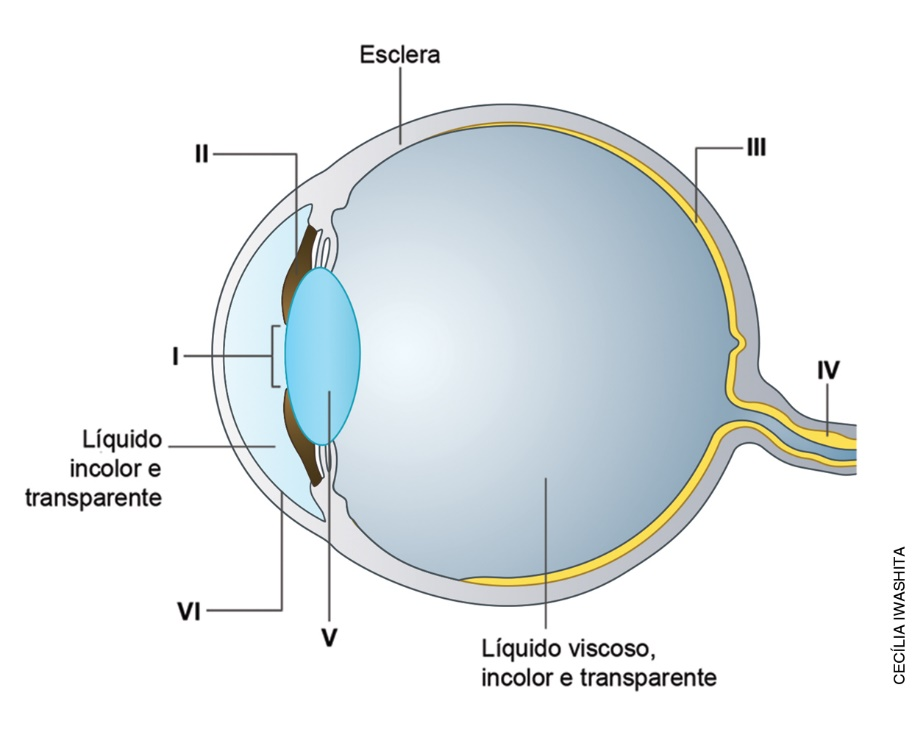 Esclera
II
III
I
IV
Líquido
incolor e
transparente
VI
V
Líquido viscoso,
incolor e transparente
CECÍLIA IWASHITA